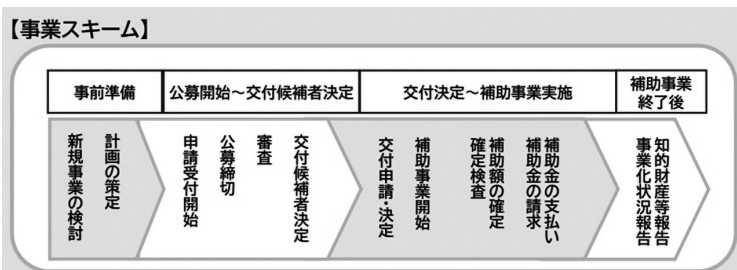 【事業スキーム】
事前準備
公募開始～交付候補者決定
交付決定～補助事業実施
補助事業
終了後
新規事業の検討
計画の策定
申請受付開始
公募締切
審査
交付候補者決定
交付申請・決定
補助事業開始
確定検査
補助額の確定
補助金の請求
補助金の支払い
事業化状況報告
知的財産等報告